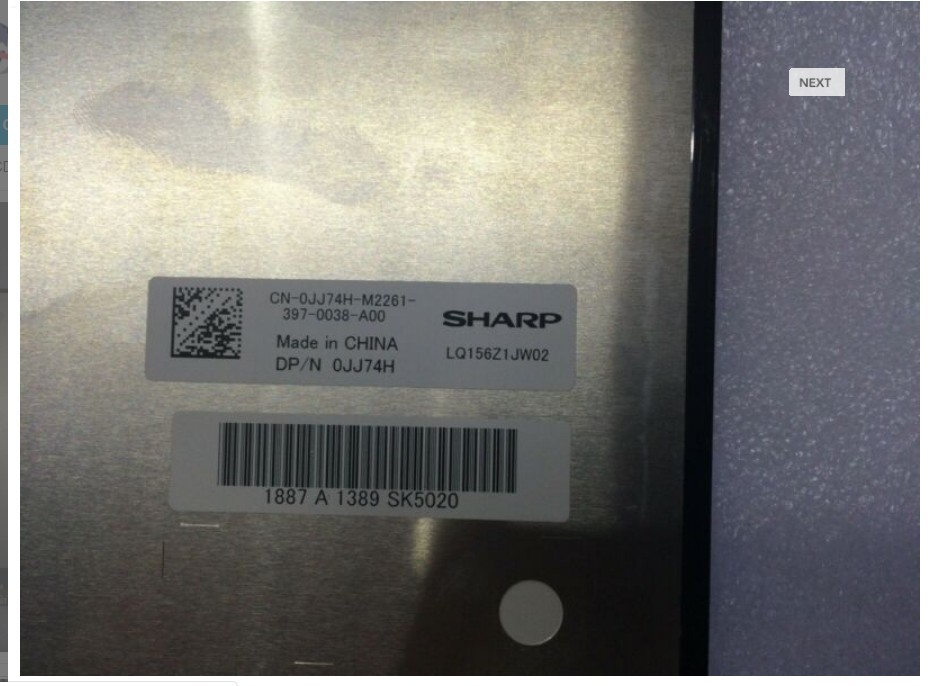 NEXT
CN-0JJ74H-M2261-
397-0038-A00
Made in CHINA
DP/N 0JJ74H
SHARP
LQ156Z1JW02
1887 A 1389 SK5020